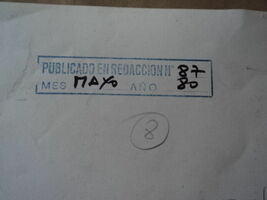 PUBLICADO EN REDACCION Nº 87
MES MAYO AÑO 80
8